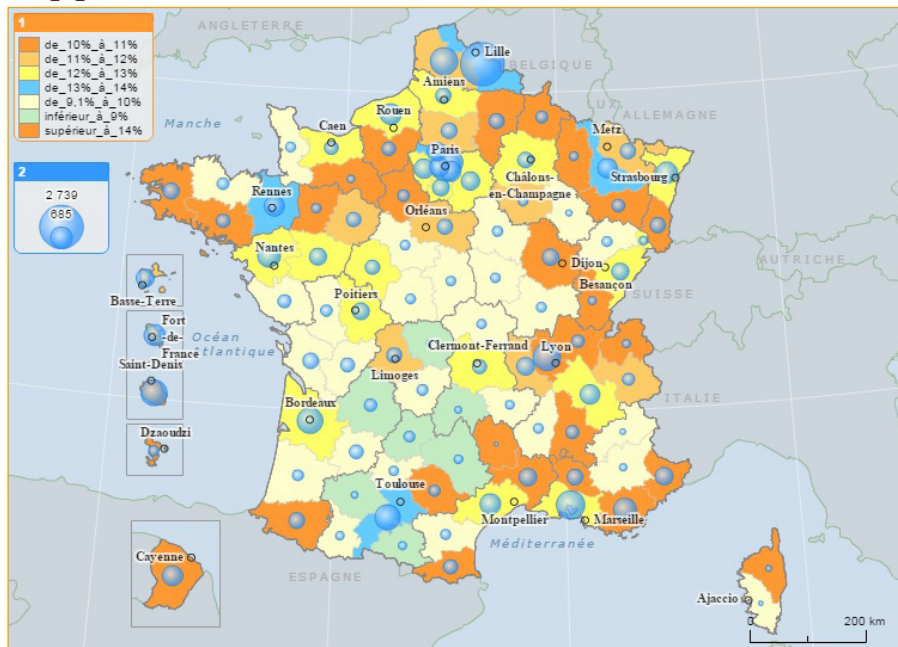 1
de_10%_à_11%
de_11%_à_12%
de_12%_à_13%
de_13%_à_14%
de_9,1%_à_10%
inférieur_à_9%
supérieur_à_14%
2
2 739
685
ANGLETERRE
Lille
BELGIQUE
Amiens
LUX
ALLEMAGNE
Manche
Rouen
Caen
Metz
Paris
Châlons-
en-Champagne
Strasbourg
Rennes
Orléans
Nantes
Dijon
AUTRICHE
Besançon
SUISSE
Basse-Terre
Poitiers
Fort
-de-
France
Océan
Atlantique
Clermont-Ferrand
Lyon
Saint-Denis
Limoges
ITALIE
Bordeaux
Dzaoudzi
Toulouse
Montpellier
Marseille
Méditerranée
Cayenne
ESPAGNE
Ajaccio
0
200 km